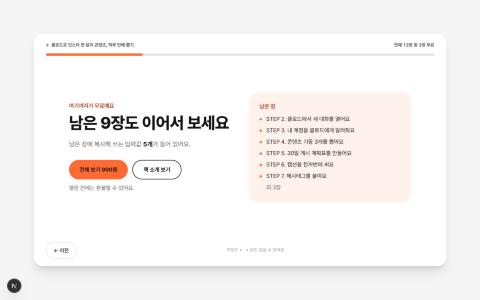 ← 클로드로 인스타 한 달치 콘텐츠, 하루 만에 뽑기
전체 12장 중 3장 무료
여기까지가 무료예요
남은 9장도 이어서 보세요
남은 장에 복사해 쓰는 입력값 5개가 들어 있어요.
전체 보기 990원
책 소개 보기
열람 전에는 환불할 수 있어요.
남은 장
STEP 2. 클로드에서 새 대화를 열어요
STEP 3. 내 계정을 클로드에게 알려줘요
STEP 4. 콘텐츠 기둥 3개를 뽑아요
STEP 5. 30일 게시 계획표를 만들어요
STEP 6. 캡션을 한꺼번에 써요
STEP 7. 해시태그를 붙여요
외 3장
← 이전
N